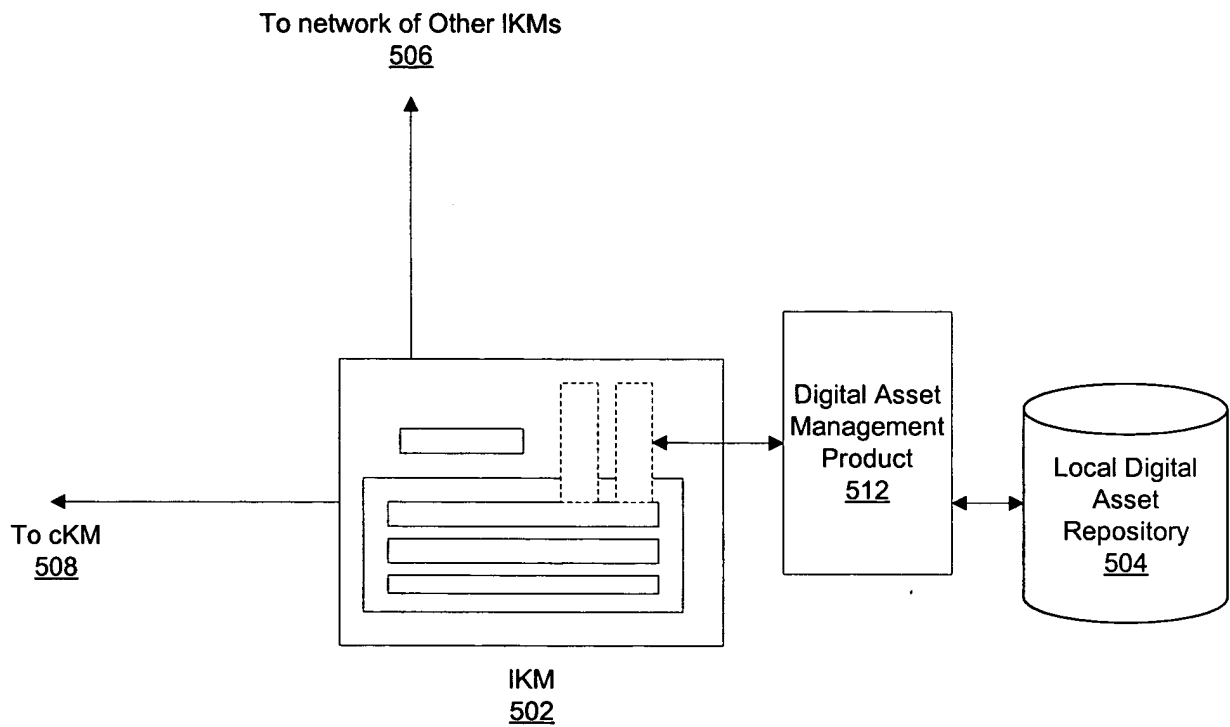 To network of Other IKMs
506
Digital Asset
Management
Product
512
Local Digital
Asset
Repository
504
To cKM
508
IKM
502